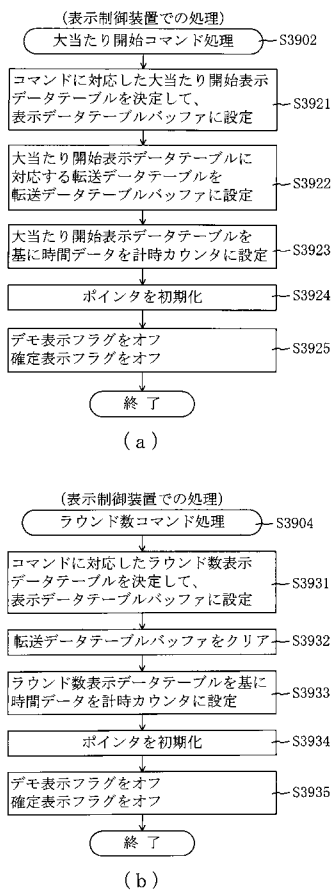 (表示制御装置での処理)
大当たり開始コマンド処理
S3902
コマンドに対応した大当たり開始表示
データテーブルを決定して、
表示データテーブルバッファに設定
S3921
大当たり開始表示データテーブルに
対応する転送データテーブルを
転送データテーブルバッファに設定
S3922
大当たり開始表示データテーブルを
基に時間データを計時カウンタに設定
S3923
ポインタを初期化
S3924
デモ表示フラグをオフ
確定表示フラグをオフ
S3925
終了
(a)
(表示制御装置での処理)
ラウンド数コマンド処理
S3904
コマンドに対応したラウンド数表示
データテーブルを決定して、
表示データテーブルバッファに設定
S3931
転送データテーブルバッファをクリア
S3932
ラウンド数表示データテーブルを基に
時間データを計時カウンタに設定
S3933
ポインタを初期化
S3934
デモ表示フラグをオフ
確定表示フラグをオフ
S3935
終了
(b)